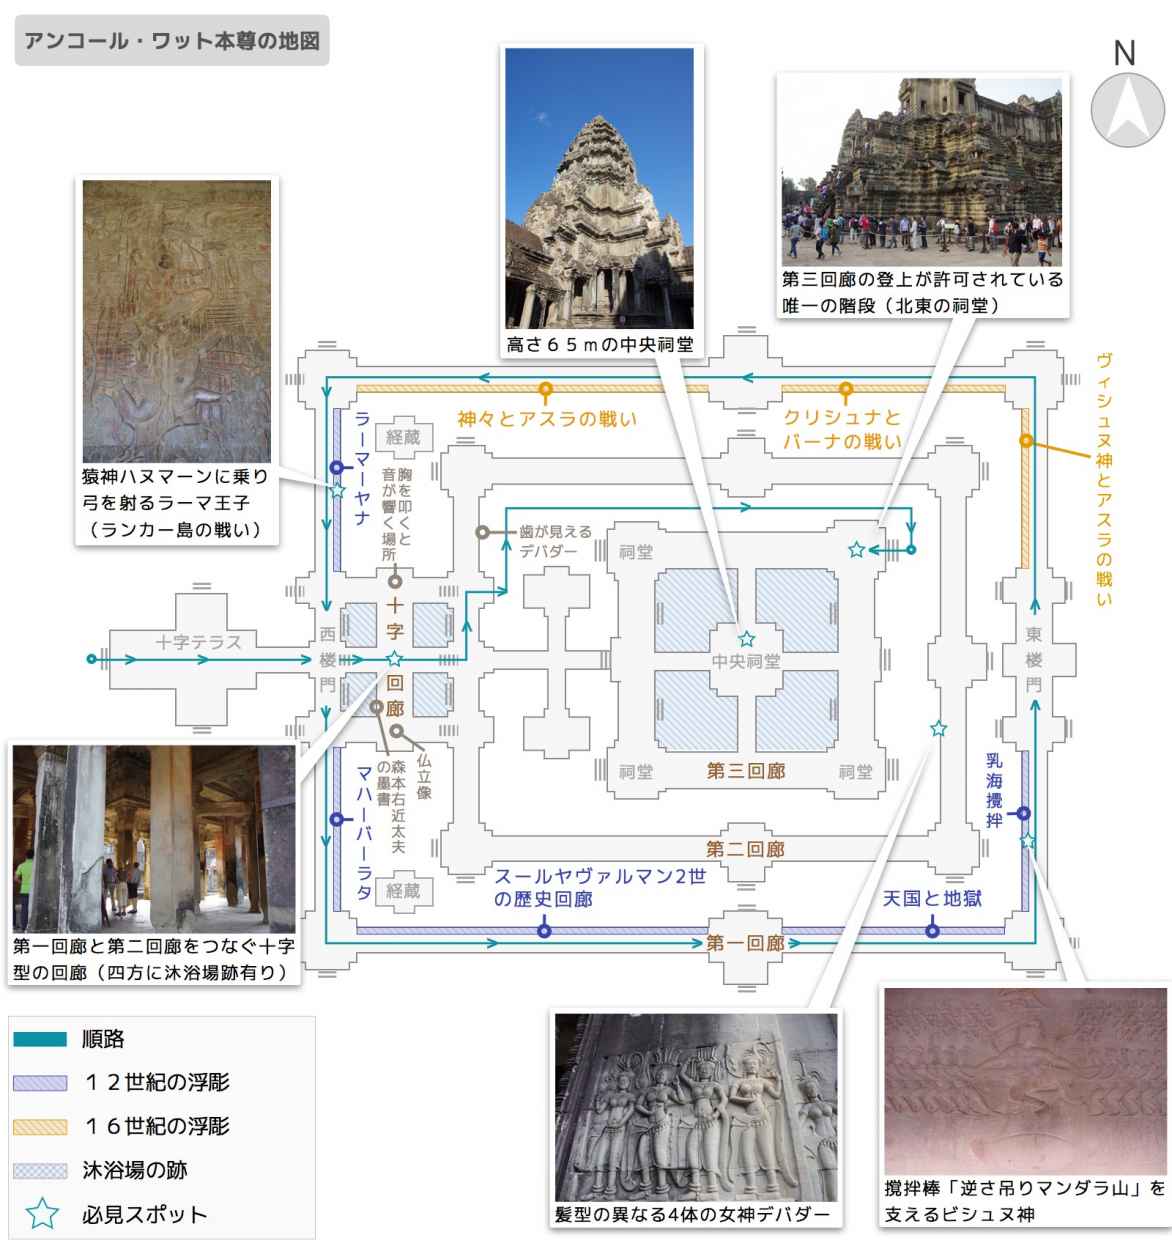 アンコール・ワット本尊の地図
N
高さ６５ｍの中央祠堂
第三回廊の登上が許可されている
唯一の階段（北東の祠堂）
猿神ハヌマーンに乗り
弓を射るラーマ王子
（ランカー島の戦い）
神々とアスラの戦い
クリシュナと
バーナの戦い
ヴィシュヌ神とアスラの戦い
ラーマーヤナ
経蔵
胸を叩くと
音が響く場所
歯が見える
デバダー
祠堂
十字テラス
西楼門
十字回廊
中央祠堂
東楼門
仏立像
森本右近太夫
の墨書
マハーバーラタ
経蔵
祠堂
第三回廊
祠堂
乳海攪拌
第二回廊
スールヤヴァルマン2世
の歴史回廊
天国と地獄
第一回廊
第一回廊と第二回廊をつなぐ十字
型の回廊（四方に沐浴場跡有り）
順路
１２世紀の浮彫
１６世紀の浮彫
沐浴場の跡
必見スポット
髪型の異なる4体の女神デバダー
攪拌棒「逆さ吊りマンダラ山」を
支えるビシュヌ神